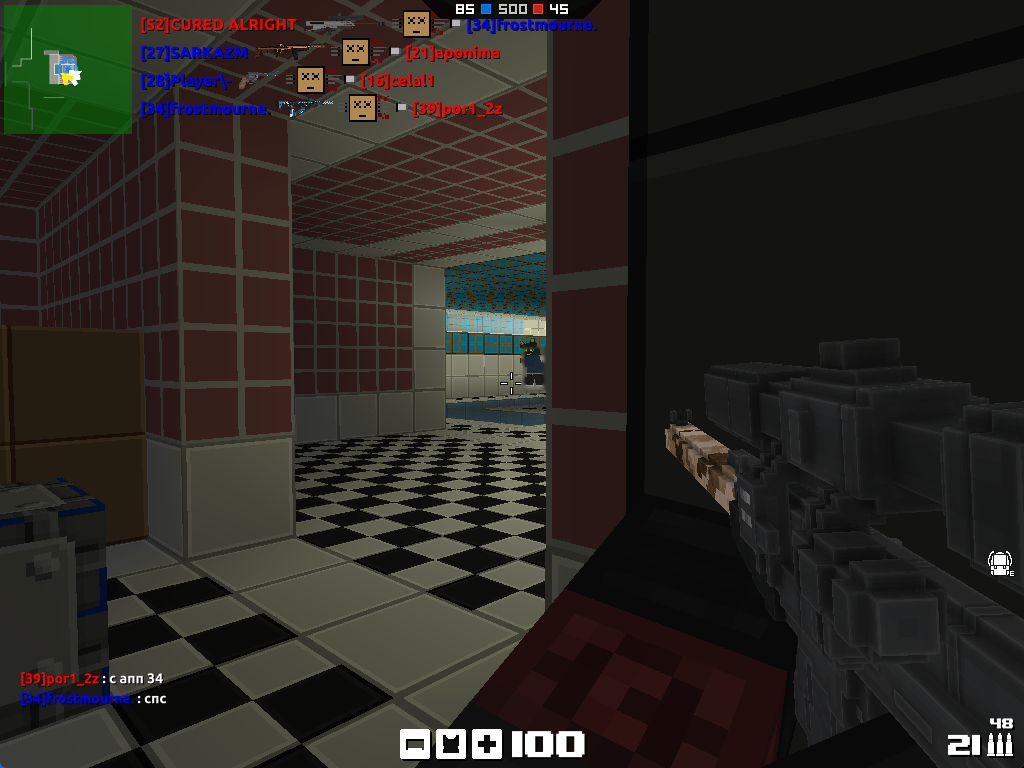 85 500 45
[52]CURED ALRIGHT [34]frostmourne.
[27]SARKAZM [21]aponima
[28]Player\- [16]celal1
[34]frostmourne. [39]por1_2z
E
[39]por1_2z : с апп 34
[34]frostmourne. : спс
100
48
21